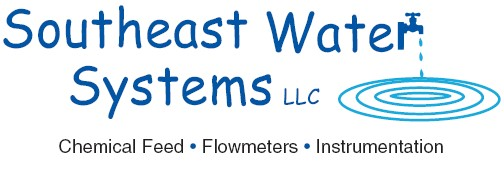 Southeast Water
Systems LLC
Chemical Feed • Flowmeters • Instrumentation